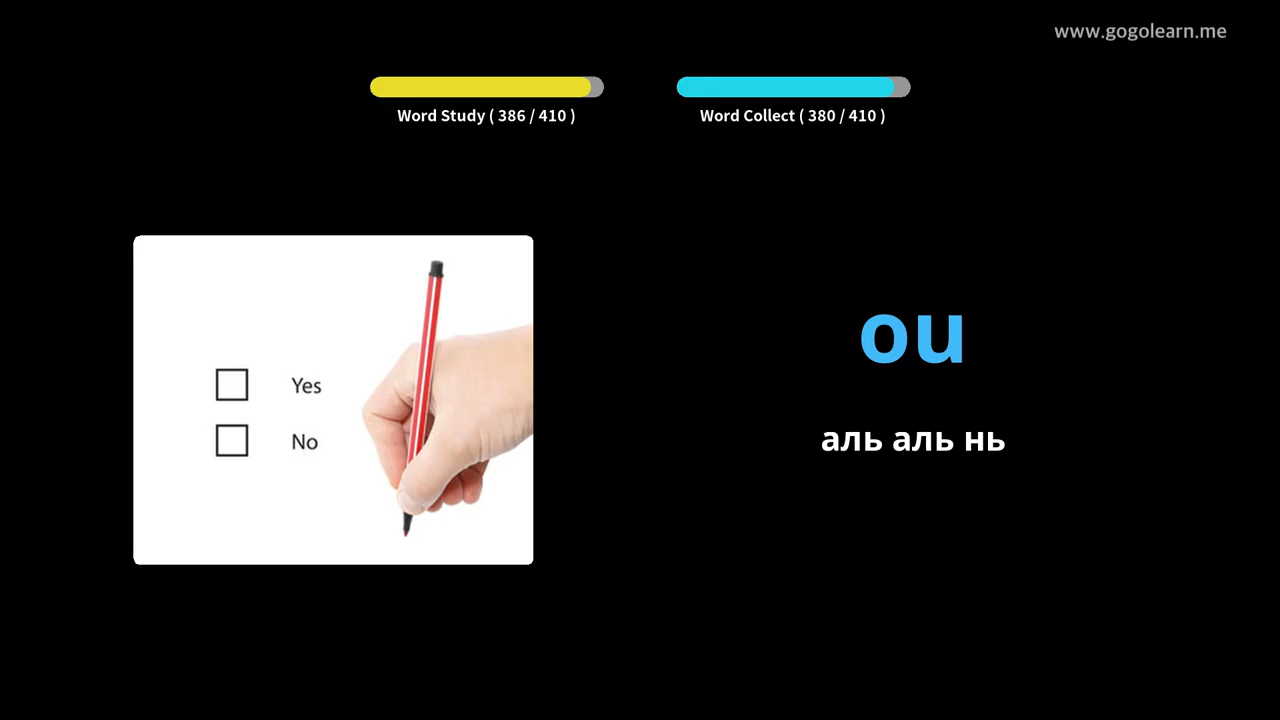 www.gogolearn.me
Word Study ( 386 / 410 )
Word Collect ( 380 / 410 )
Yes
No
ou
аль аль нь